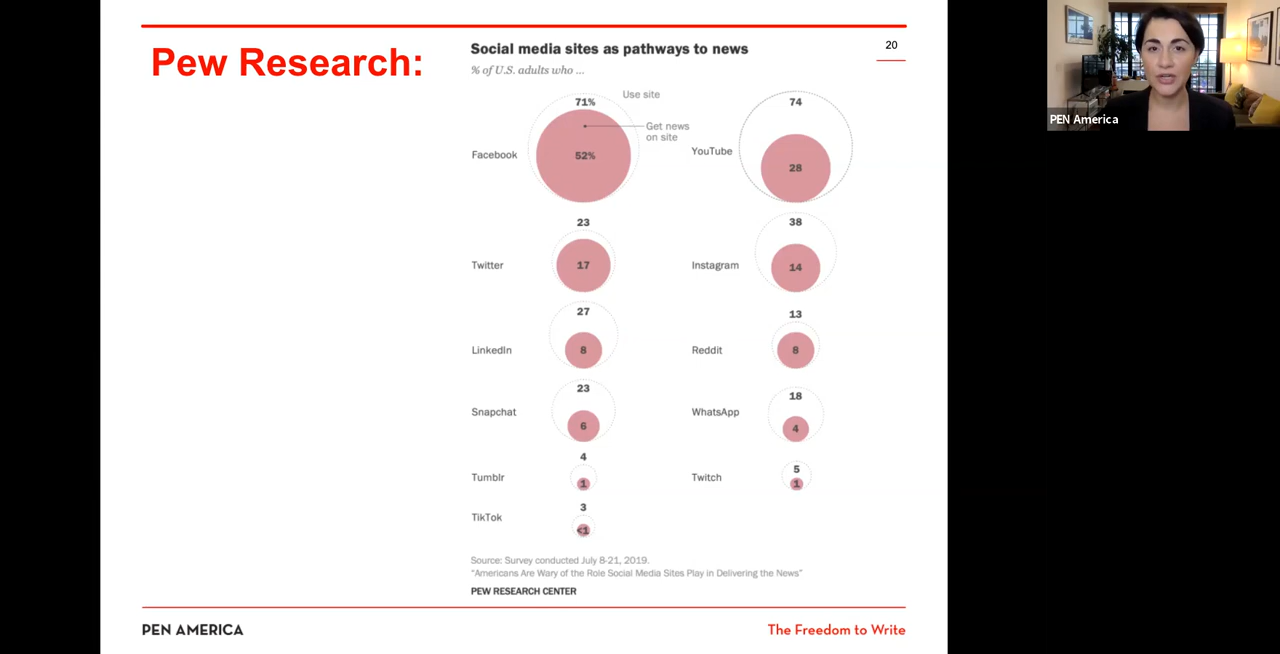 Pew Research:
Social media sites as pathways to news
20
% of U.S. adults who ...
Use site
71%
Get news
on site
Facebook
52%
74
YouTube
28
23
Twitter
17
38
Instagram
14
27
LinkedIn
8
13
Reddit
8
23
Snapchat
6
18
WhatsApp
4
4
Tumblr
1
5
Twitch
1
3
TikTok
<1
Source: Survey conducted July 8-21, 2019.
"Americans Are Wary of the Role Social Media Sites Play in Delivering the News"
PEW RESEARCH CENTER
PEN AMERICA
The Freedom to Write
PEN America